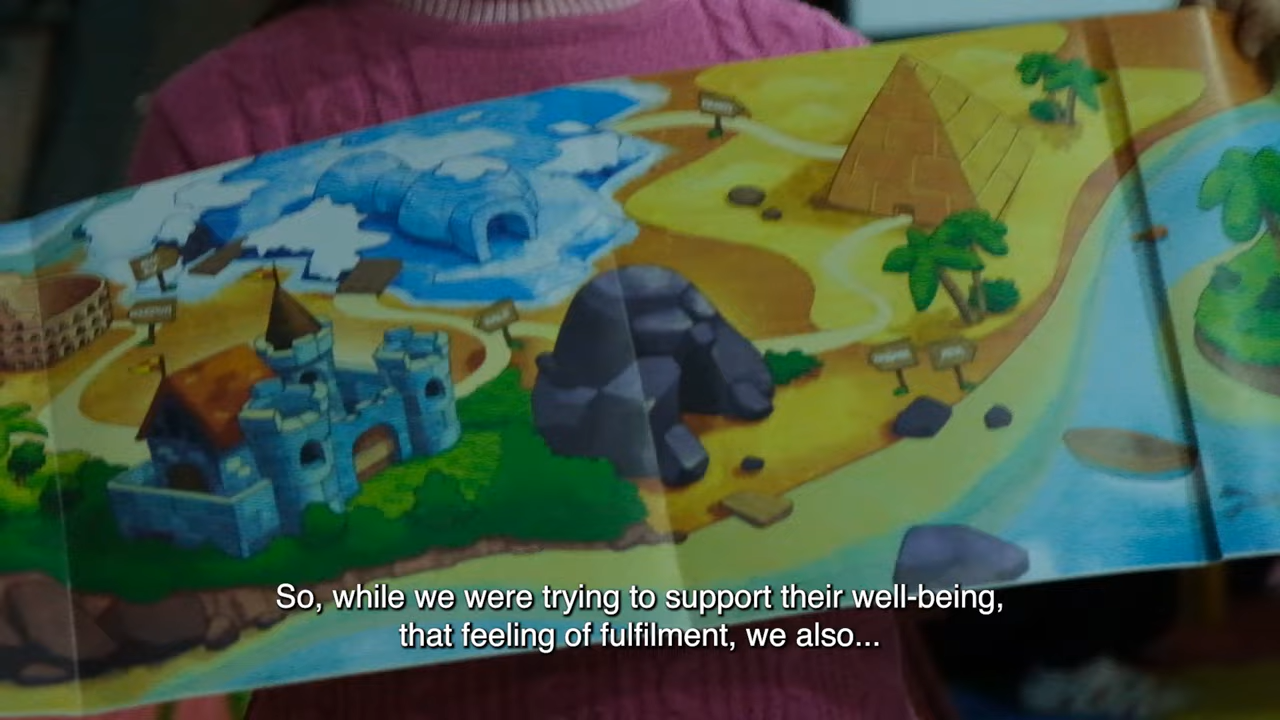 So, while we were trying to support their well-being,
that feeling of fulfilment, we also...